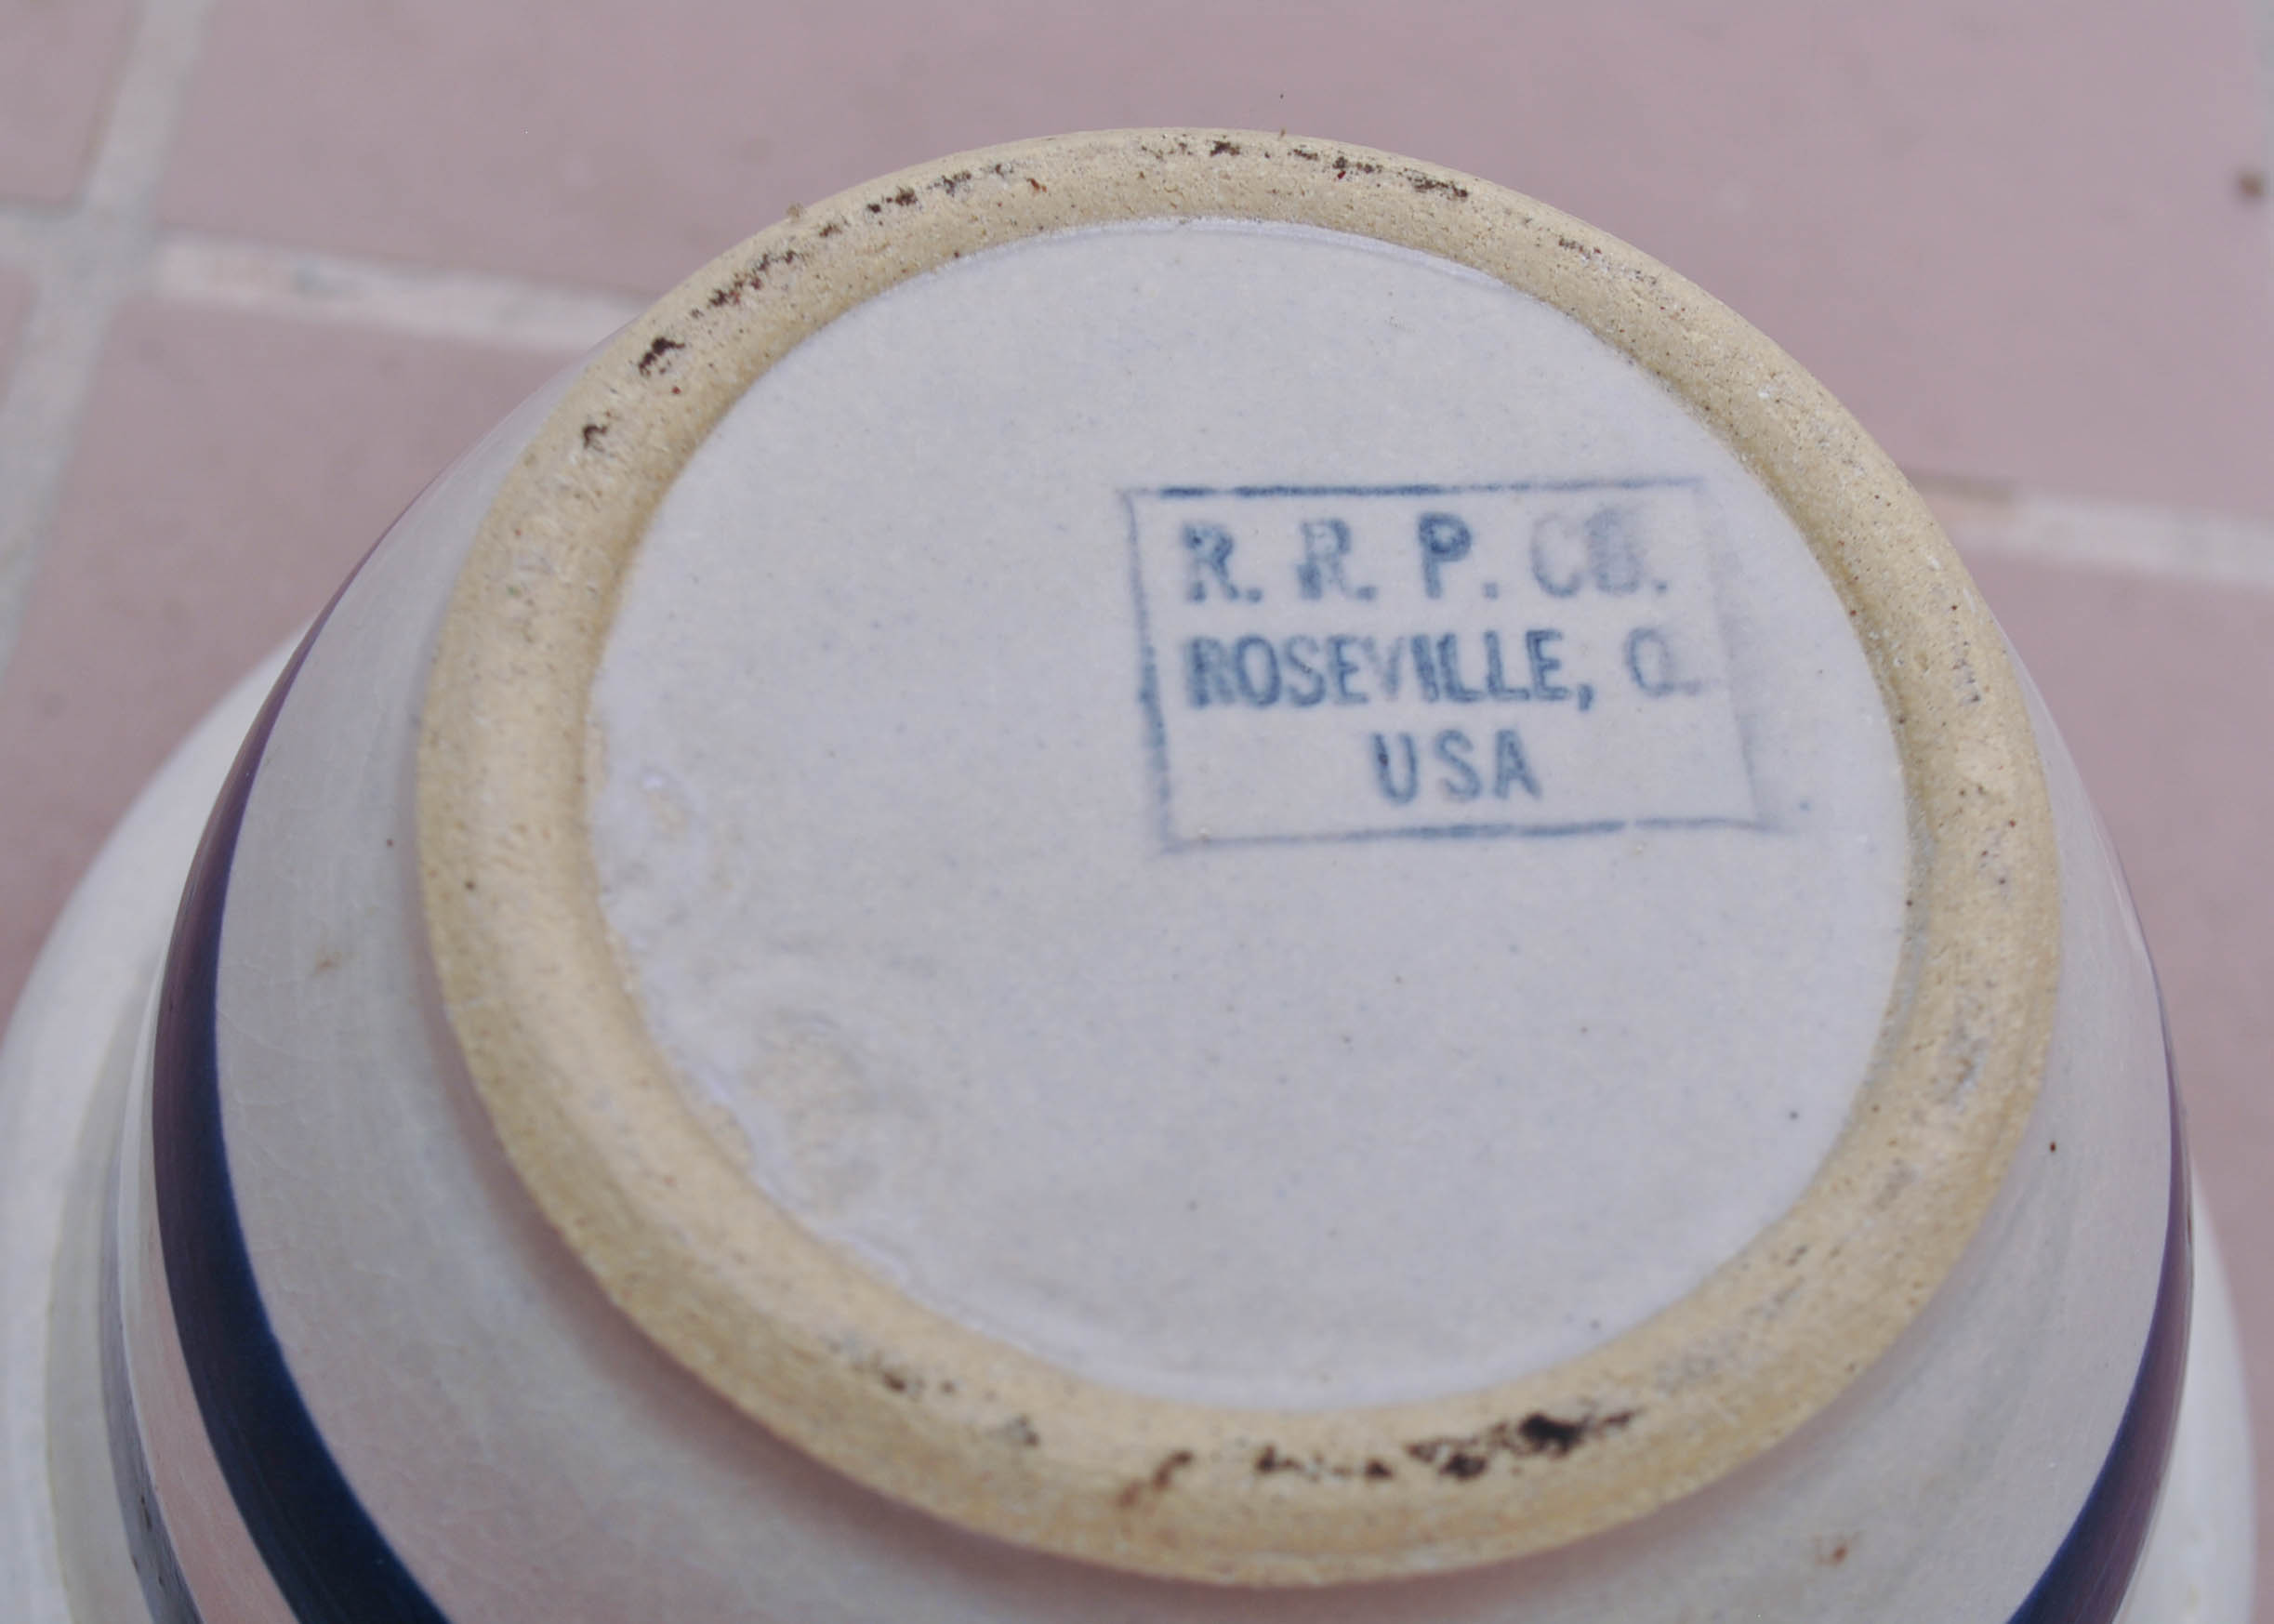 R. R. P. CO.
ROSEVILLE, O.
USA